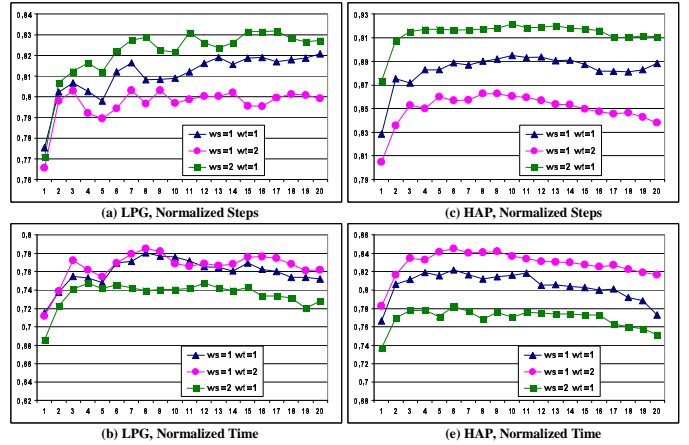 0,84
0,83
0,82
0,81
0,8
0,79
0,78
0,77
0,76
ws=1 wt=1
ws=1 wt=2
ws=2 wt=1
1 2 3 4 5 6 7 8 9 10 11 12 13 14 15 16 17 18 19 20
(a) LPG, Normalized Steps
0,93
0,91
0,89
0,87
0,85
0,83
0,81
0,79
ws=1 wt=1
ws=1 wt=2
ws=2 wt=1
1 2 3 4 5 6 7 8 9 10 11 12 13 14 15 16 17 18 19 20
(c) HAP, Normalized Steps
0,8
0,78
0,76
0,74
0,72
0,7
0,68
0,66
0,64
0,62
ws=1 wt=1
ws=1 wt=2
ws=2 wt=1
1 2 3 4 5 6 7 8 9 10 11 12 13 14 15 16 17 18 19 20
(b) LPG, Normalized Time
0,86
0,84
0,82
0,8
0,78
0,76
0,74
0,72
0,7
0,68
ws=1 wt=1
ws=1 wt=2
ws=2 wt=1
1 2 3 4 5 6 7 8 9 10 11 12 13 14 15 16 17 18 19 20
(e) HAP, Normalized Time